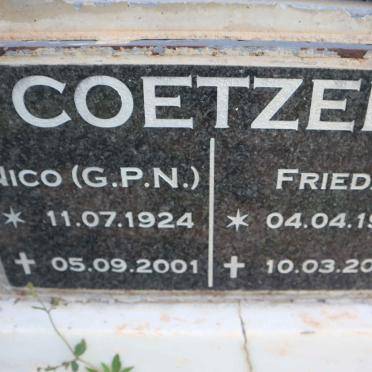 COETZE
NICO (G.P.N.) FRIED
* 11.07.1924 * 04.04.19
✝ 05.09.2001 ✝ 10.03.20